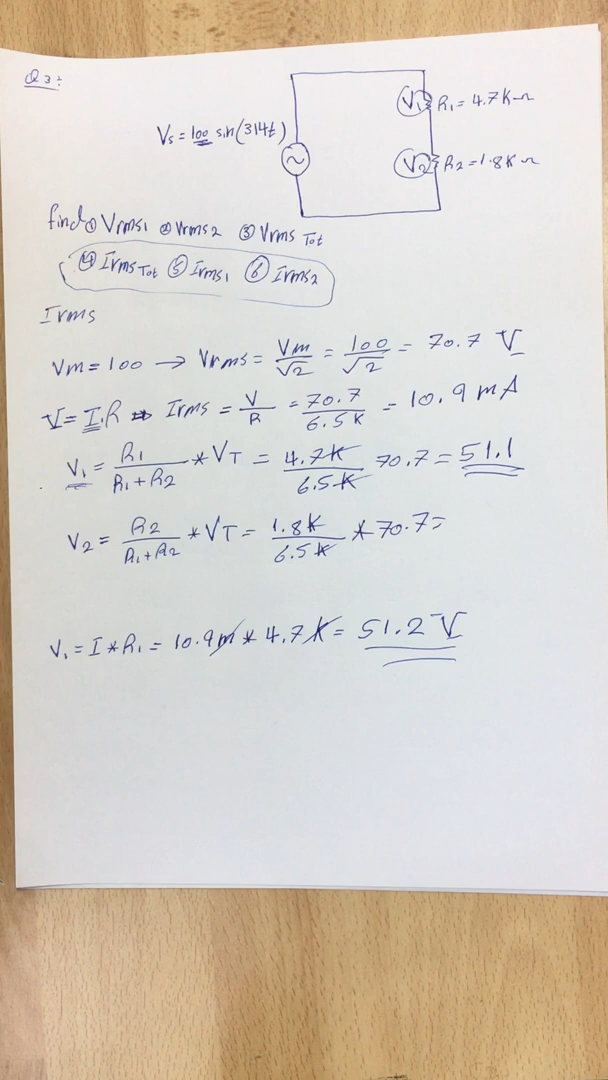 Q3:
V₁ R₁ = 4.7KΩ
Vs = 100 sin(314t)
V₂ R₂ = 1.8KΩ
find ① Vrms1 ② Vrms2 ③ Vrms Tot
④ Irms Tot ⑤ Irms1 ⑥ Irms2
Irms
Vm = 100 → Vrms = Vm/√2 = 100/√2 = 70.7 V
V = I.R ⇒ Irms = V/R = 70.7/6.5K = 10.9 mA
V₁ = R₁/(R₁+R₂) * VT = 4.7K/6.5K 70.7 = 51.1
V₂ = R₂/(R₁+R₂) * VT = 1.8K/6.5K * 70.7 =
V₁ = I * R₁ = 10.9m * 4.7K = 51.2 V